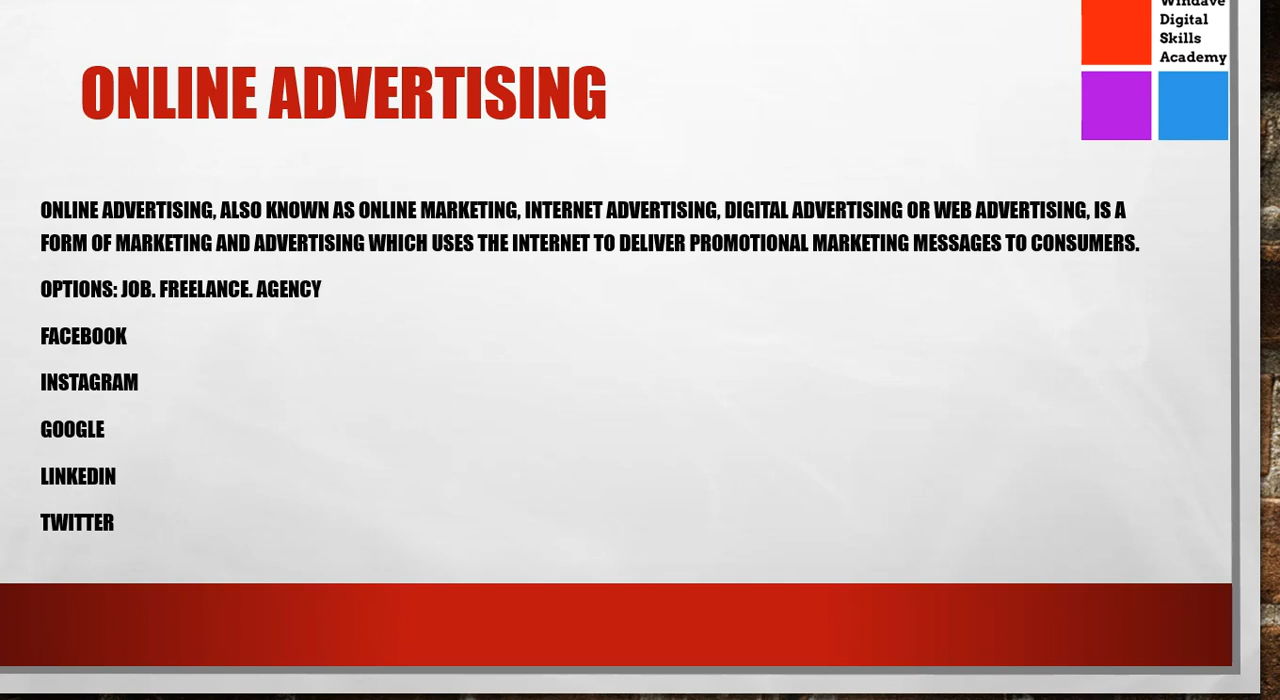 Windave
Digital
Skills
Academy
ONLINE ADVERTISING
ONLINE ADVERTISING, ALSO KNOWN AS ONLINE MARKETING, INTERNET ADVERTISING, DIGITAL ADVERTISING OR WEB ADVERTISING, IS A
FORM OF MARKETING AND ADVERTISING WHICH USES THE INTERNET TO DELIVER PROMOTIONAL MARKETING MESSAGES TO CONSUMERS.
OPTIONS: JOB. FREELANCE. AGENCY
FACEBOOK
INSTAGRAM
GOOGLE
LINKEDIN
TWITTER